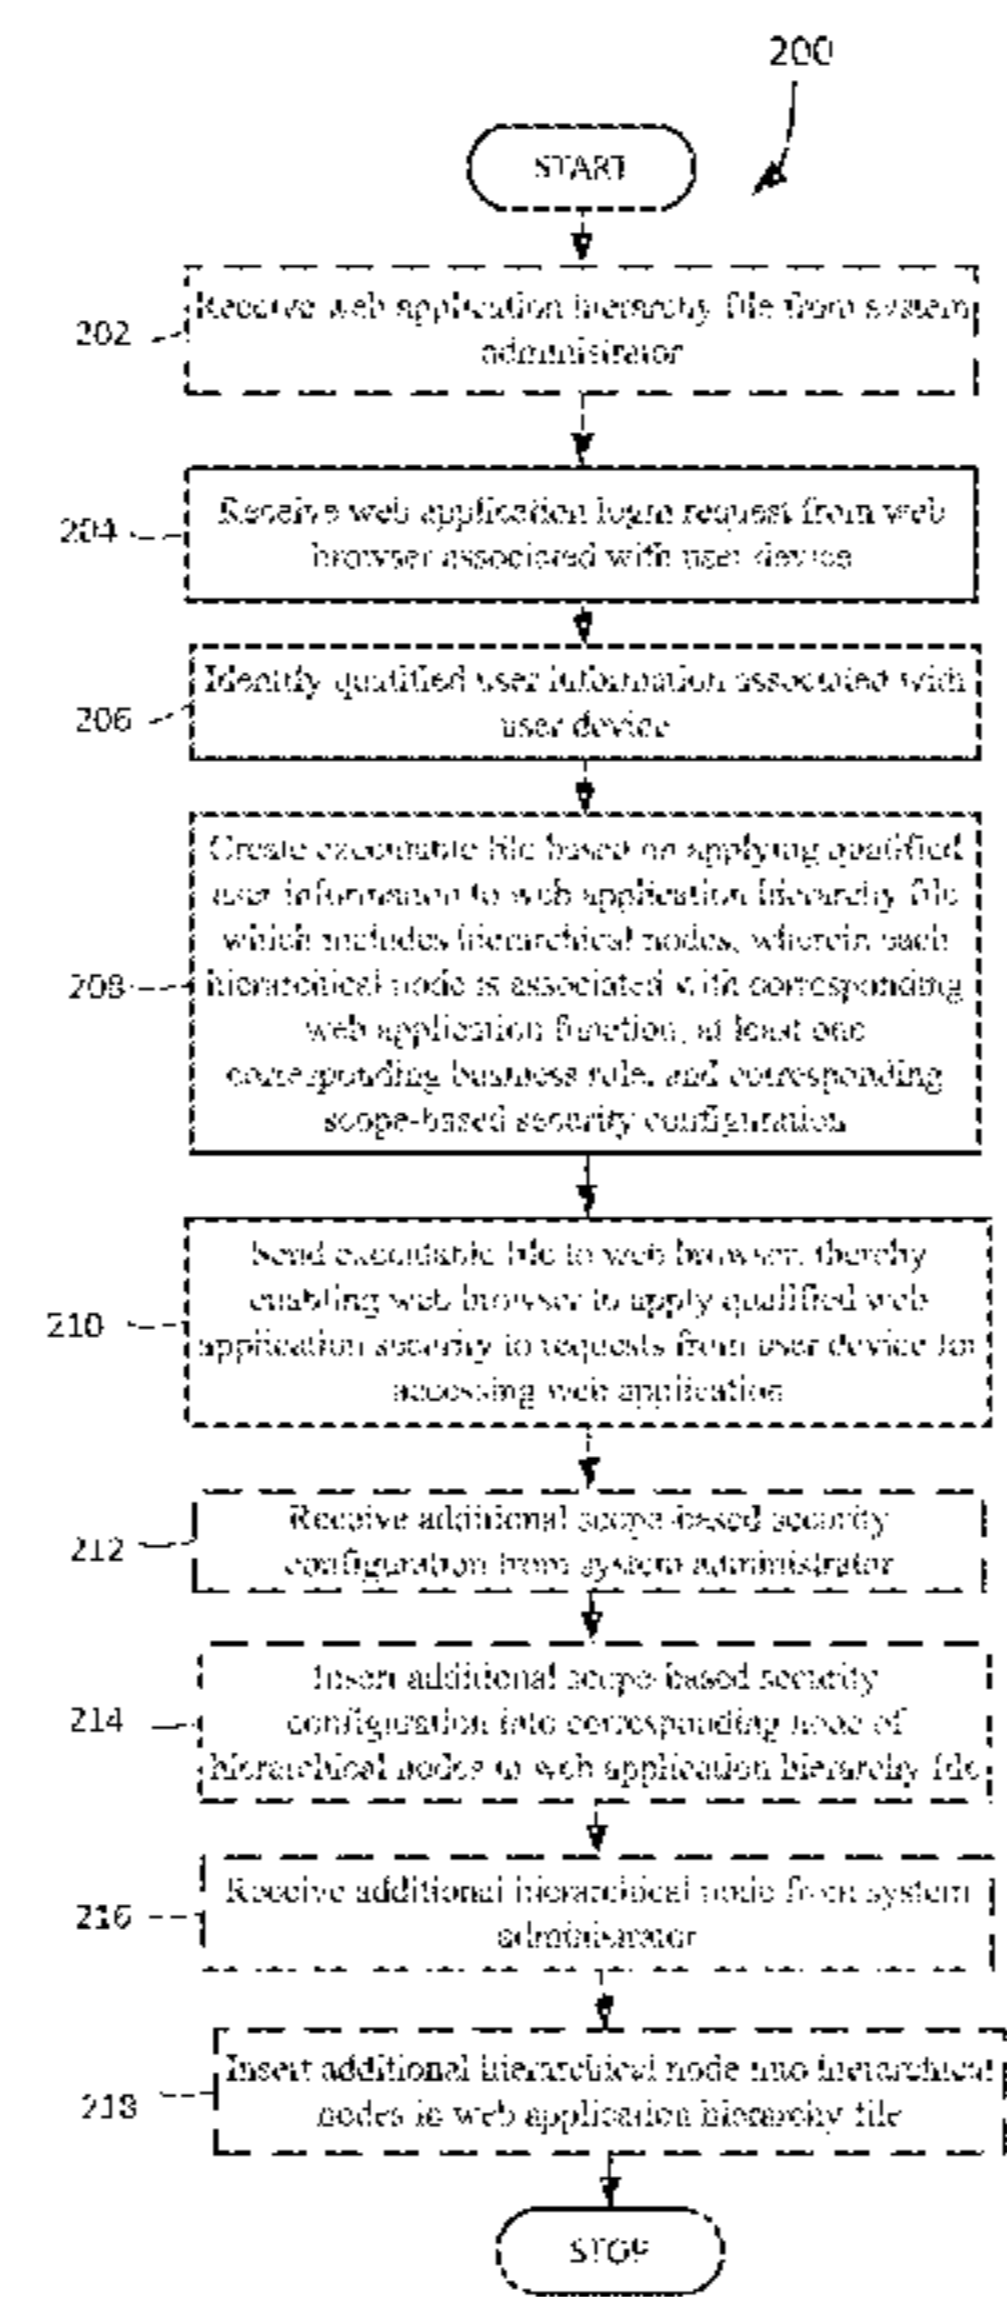 200
START
202
Receive web application hierarchy file from system
administrator
204
Receive web application login request from web
browser associated with user device
206
Identify qualified user information associated with
user device
208
Create executable file based on applying qualified
user information to web application hierarchy file
which includes hierarchical nodes, wherein each
hierarchical node is associated with corresponding
web application function, at least one
corresponding business rule, and corresponding
scope-based security configuration
210
Send executable file to web browser, thereby
enabling web browser to apply qualified web
application security to requests from user device for
accessing web application
212
Receive additional scope-based security
configuration from system administrator
214
Insert additional scope-based security
configuration into corresponding node of
hierarchical nodes in web application hierarchy file
216
Receive additional hierarchical node from system
administrator
218
Insert additional hierarchical node into hierarchical
nodes in web application hierarchy file
STOP